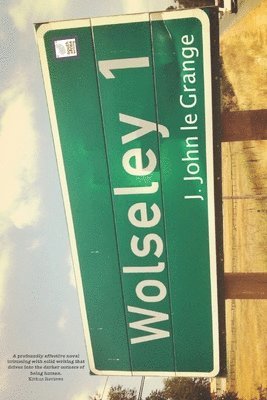 Wolseley 1
J. John le Grange
A profoundly affective novel
brimming with solid writing that
delves into the darker corners of
being human.
Kirkus Reviews